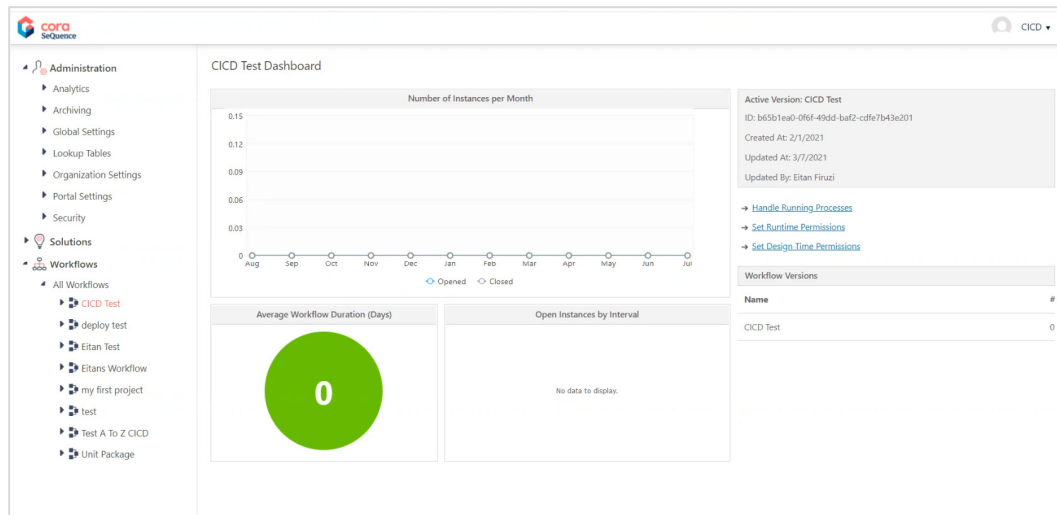 cora
SeQuence
CICD
Administration
Analytics
Archiving
Global Settings
Lookup Tables
Organization Settings
Portal Settings
Security
Solutions
Workflows
All Workflows
CICD Test
deploy test
Eitan Test
Eitans Workflow
my first project
test
Test A To Z CICD
Unit Package
CICD Test Dashboard
Number of Instances per Month
0.15
0.12
0.09
0.06
0.03
0
Aug Sep Oct Nov Dec Jan Feb Mar Apr May Jun Jul
Opened Closed
Average Workflow Duration (Days)
0
Open Instances by Interval
No data to display.
Active Version: CICD Test
ID: b65b1ea0-0f6f-49dd-baf2-cdfe7b43e201
Created At: 2/1/2021
Updated At: 3/7/2021
Updated By: Eitan Firuzi
Handle Running Processes
Set Runtime Permissions
Set Design Time Permissions
Workflow Versions
Name #
CICD Test 0